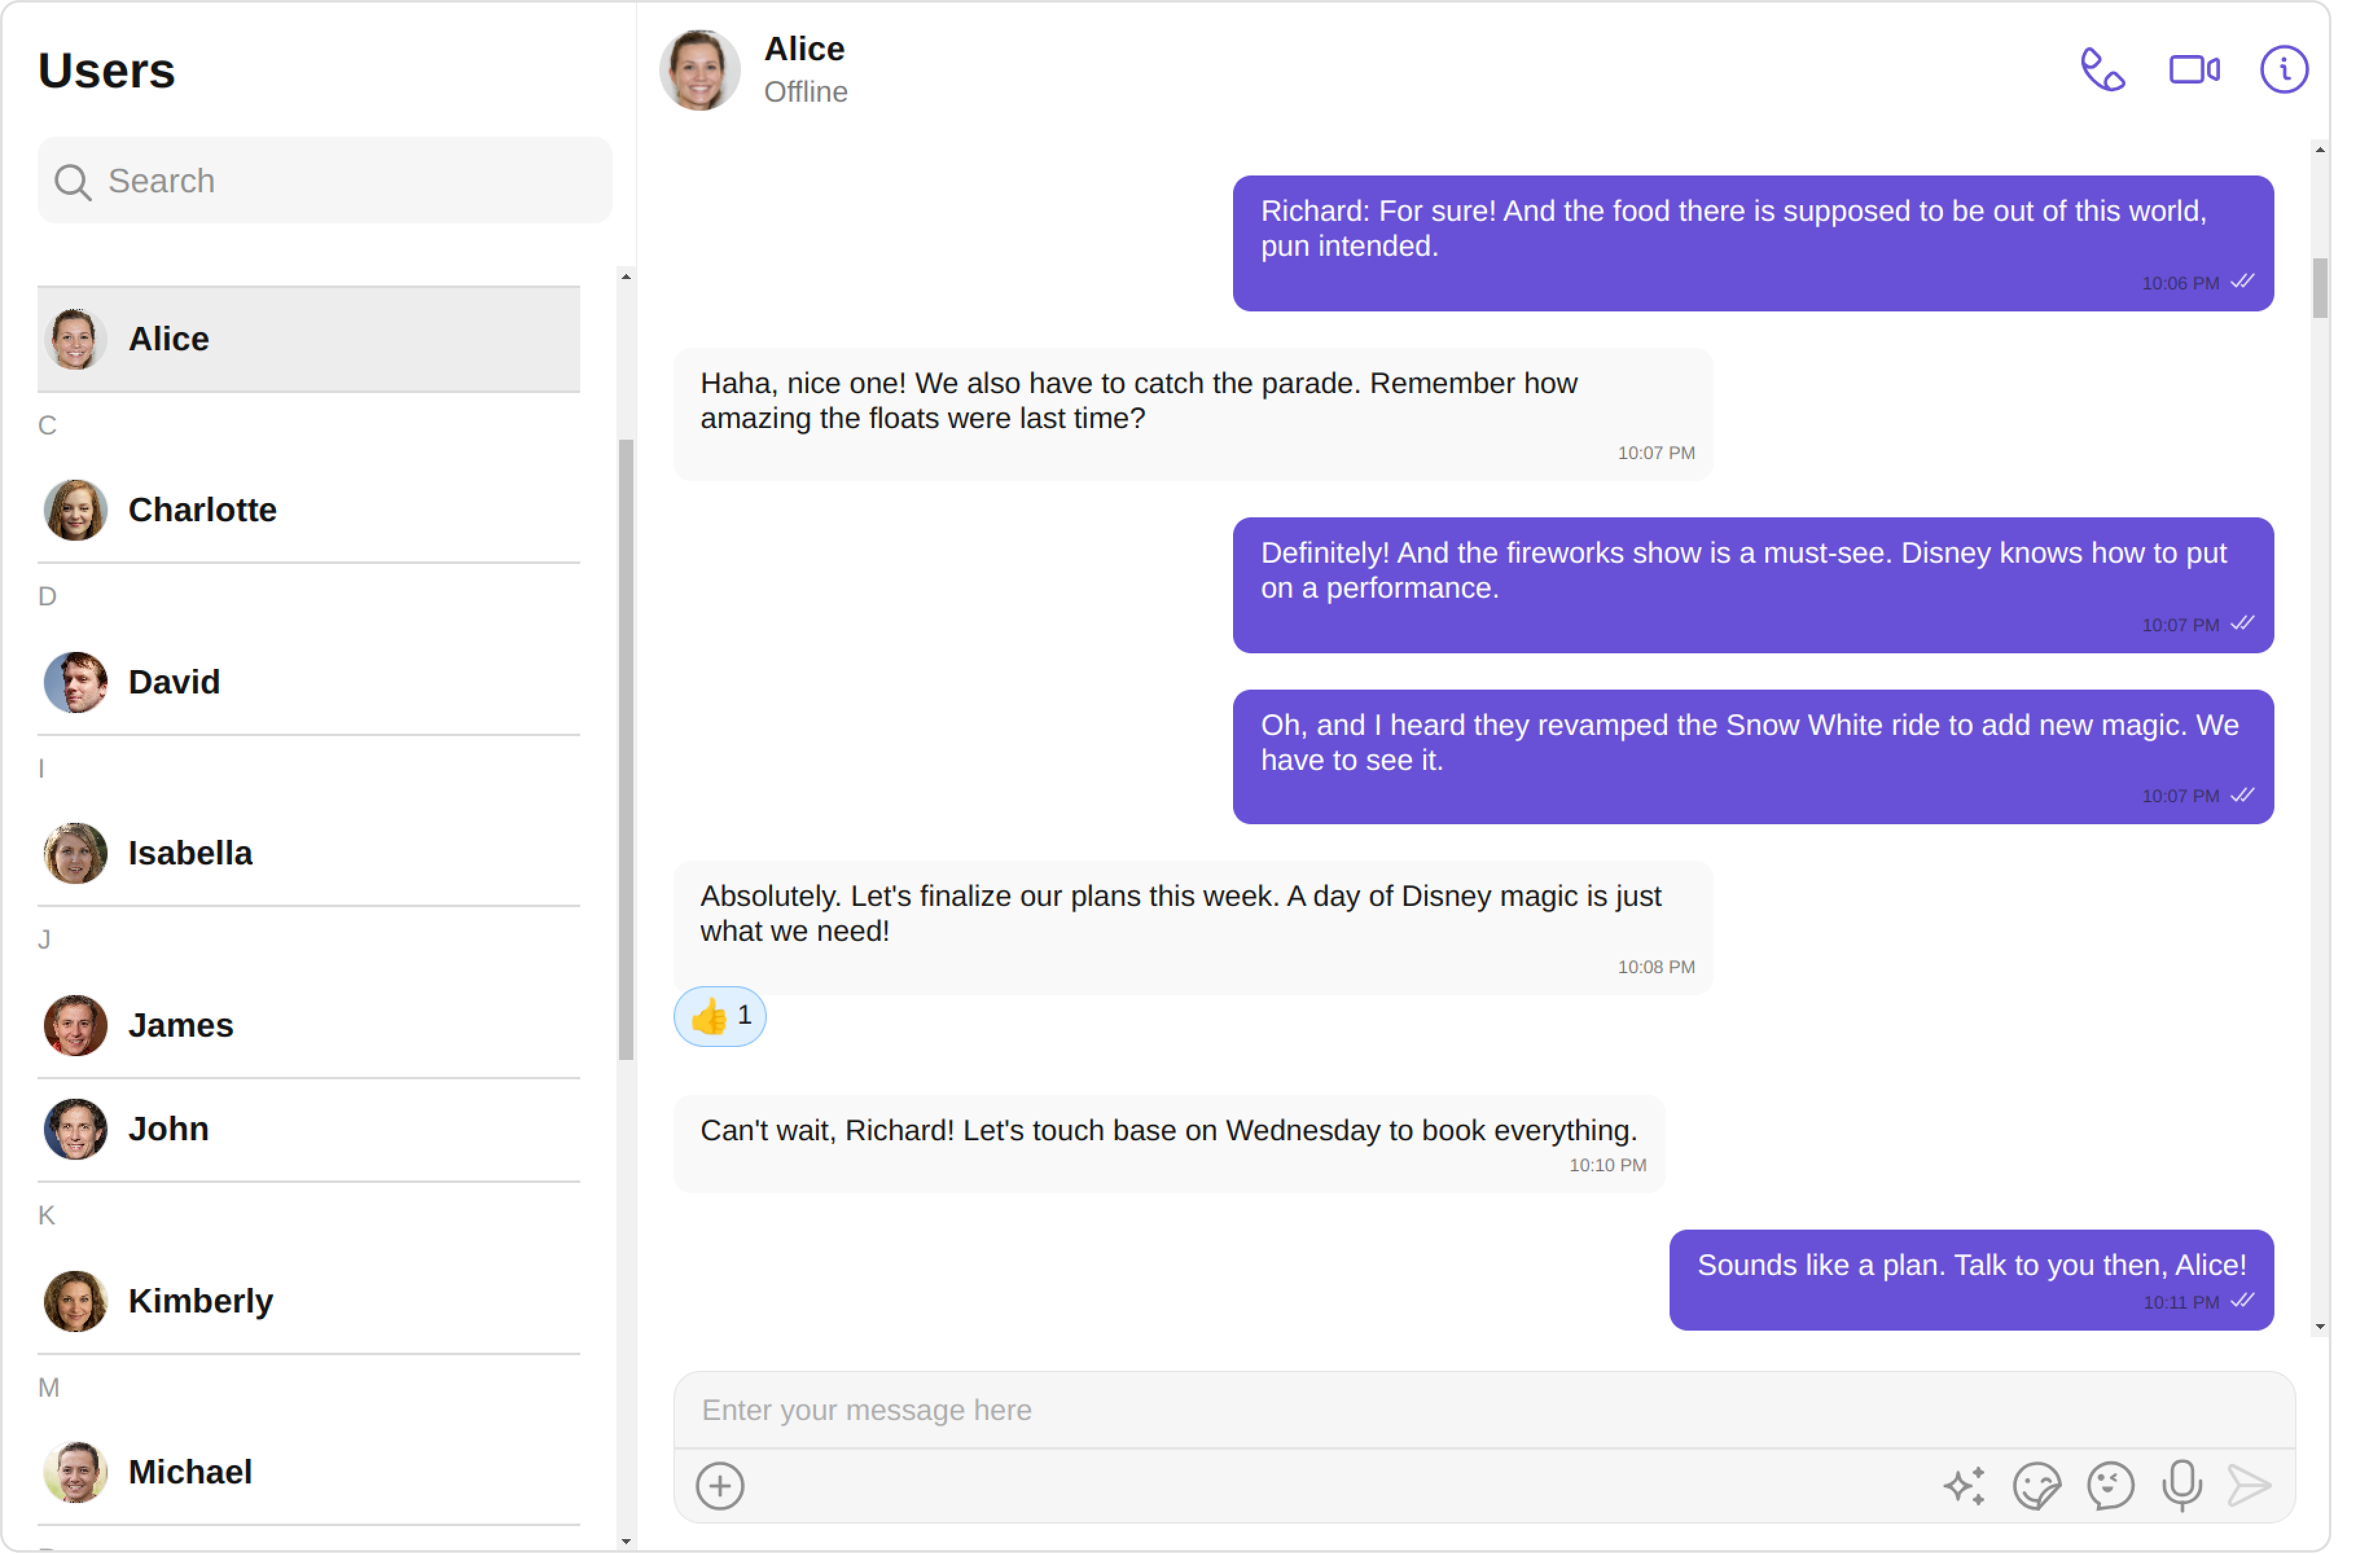 Users
Search
Alice
C
Charlotte
D
David
I
Isabella
J
James
John
K
Kimberly
M
Michael
Alice
Offline
Richard: For sure! And the food there is supposed to be out of this world,
pun intended.
10:06 PM
Haha, nice one! We also have to catch the parade. Remember how
amazing the floats were last time?
10:07 PM
Definitely! And the fireworks show is a must-see. Disney knows how to put
on a performance.
10:07 PM
Oh, and I heard they revamped the Snow White ride to add new magic. We
have to see it.
10:07 PM
Absolutely. Let's finalize our plans this week. A day of Disney magic is just
what we need!
10:08 PM
👍 1
Can't wait, Richard! Let's touch base on Wednesday to book everything.
10:10 PM
Sounds like a plan. Talk to you then, Alice!
10:11 PM
Enter your message here